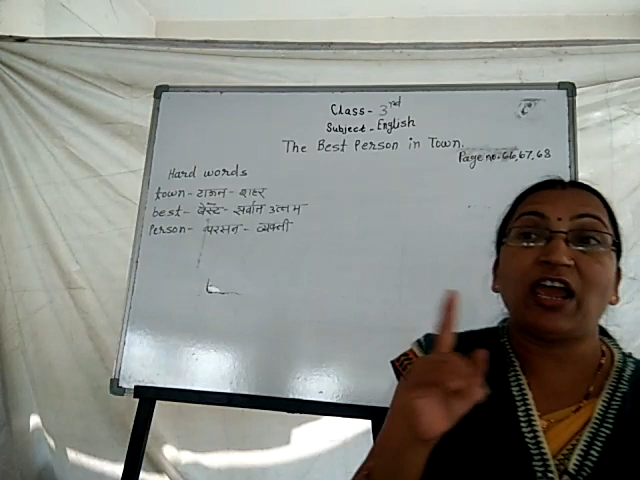 Class - 3rd
Subject - English
The Best Person in Town.
Page no. 66, 67, 68
Hard words
town - टाऊन - शहर
best - बेस्ट - सर्वात उत्तम
Person - परसन - व्यक्ती